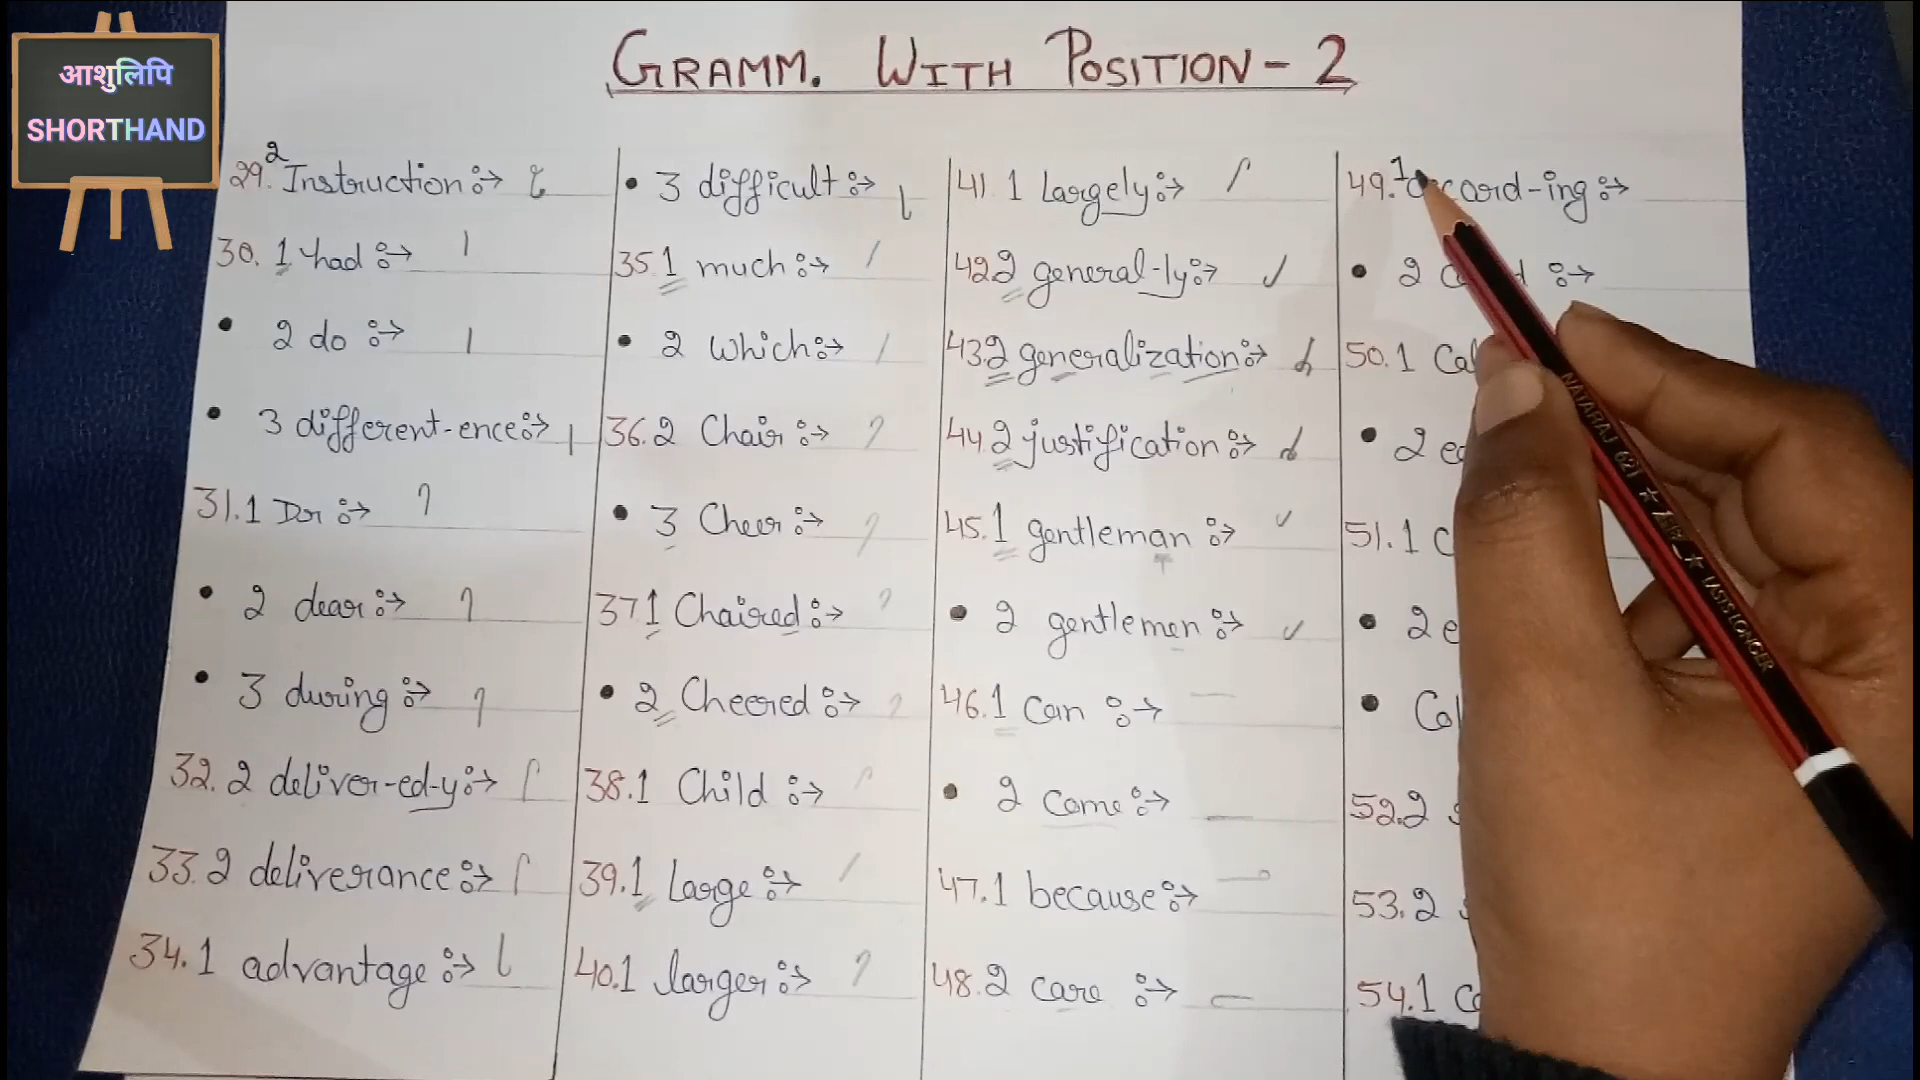 आशुलिपि
SHORTHAND
GRAMM. WITH POSITION - 2
29. 2 Instruction
30. 1 had
• 2 do
• 3 different-ence
31. 1 Dr
• 2 dear
• 3 during
32. 2 deliver-ed-y
33. 2 deliverance
34. 1 advantage
• 3 difficult
35 1 much
• 2 which
36. 2 Chair
• 3 Cheer
37 1 Chaired
• 2 Cheered
38. 1 Child
39. 1 Large
40. 1 larger
41. 1 Largely
42 2 general-ly
43. 2 generalization
44 2 justification
45. 1 gentleman
• 2 gentlemen
46. 1 Can
• 2 come
47. 1 because
48. 2 care
49. 1 accord-ing
• 2
50. 1
• 2
51. 1
• 2
•
52. 2
53. 2
54. 1
NATARAJ 621
LASTS LONGER